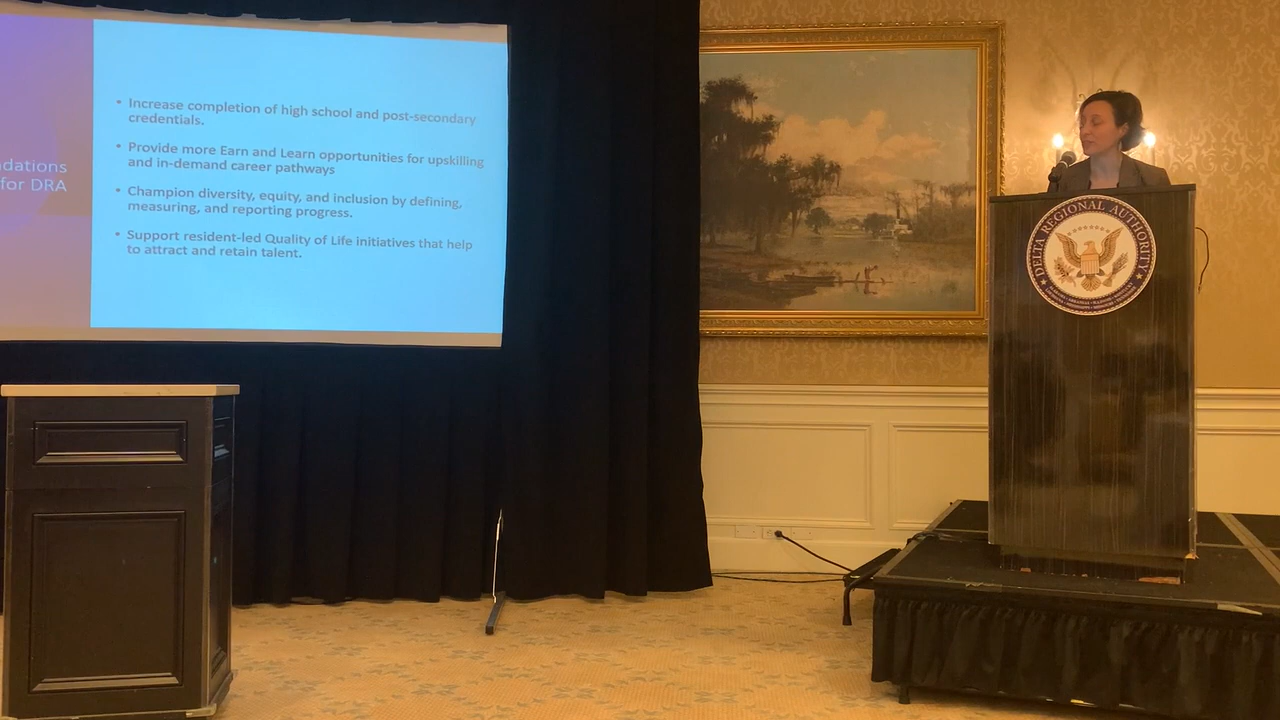 ndations
for DRA
• Increase completion of high school and post-secondary
credentials.
• Provide more Earn and Learn opportunities for upskilling
and in-demand career pathways
• Champion diversity, equity, and inclusion by defining,
measuring, and reporting progress.
• Support resident-led Quality of Life initiatives that help
to attract and retain talent.
DELTA REGIONAL AUTHORITY